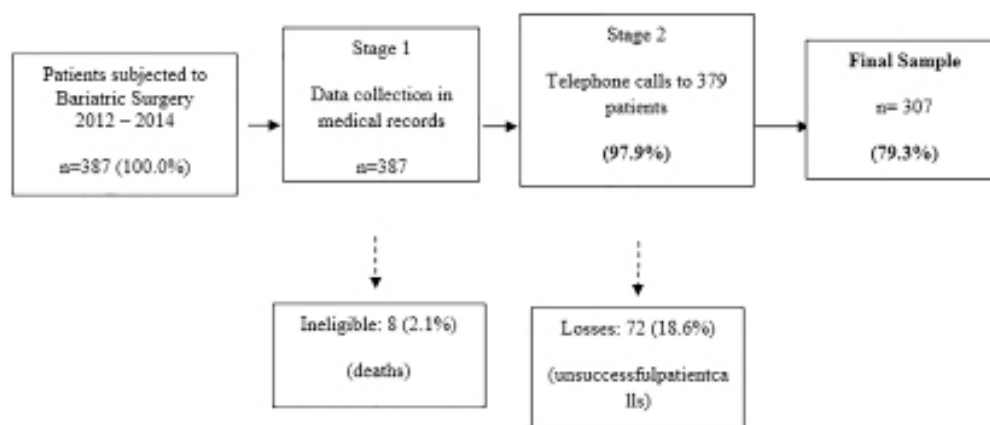 Patients subjected to
Bariatric Surgery
2012 – 2014
n=387 (100.0%)
Stage 1
Data collection in
medical records
n=387
Stage 2
Telephone calls to 379
patients
(97.9%)
Final Sample
n= 307
(79.3%)
Ineligible: 8 (2.1%)
(deaths)
Losses: 72 (18.6%)
(unsuccessfulpatientca
lls)